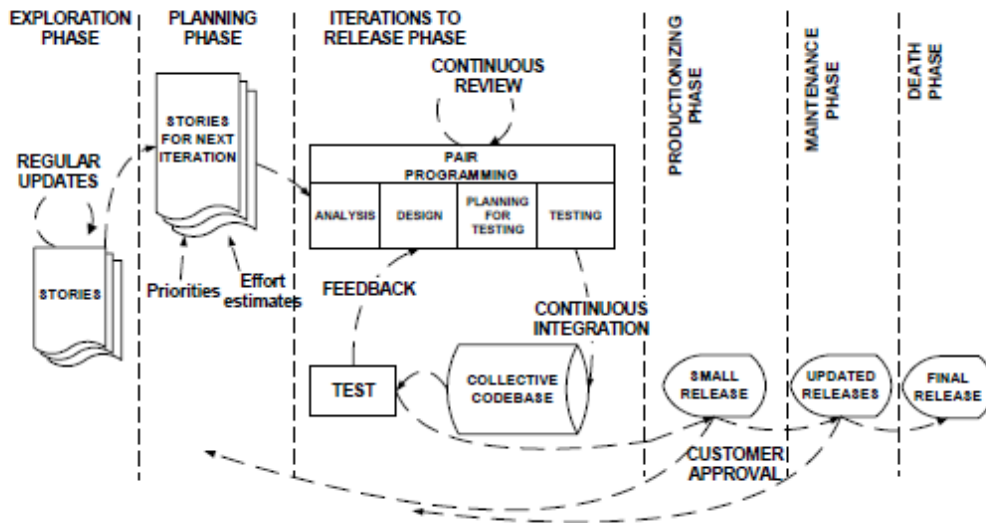 EXPLORATION
PHASE
PLANNING
PHASE
ITERATIONS TO
RELEASE PHASE
PRODUCTIONIZING
PHASE
MAINTENANCE
PHASE
DEATH
PHASE
CONTINUOUS
REVIEW
STORIES
FOR NEXT
ITERATION
REGULAR
UPDATES
PAIR
PROGRAMMING
ANALYSIS
DESIGN
PLANNING
FOR
TESTING
TESTING
STORIES
Priorities
Effort
estimates
FEEDBACK
CONTINUOUS
INTEGRATION
TEST
COLLECTIVE
CODEBASE
SMALL
RELEASE
UPDATED
RELEASES
FINAL
RELEASE
CUSTOMER
APPROVAL